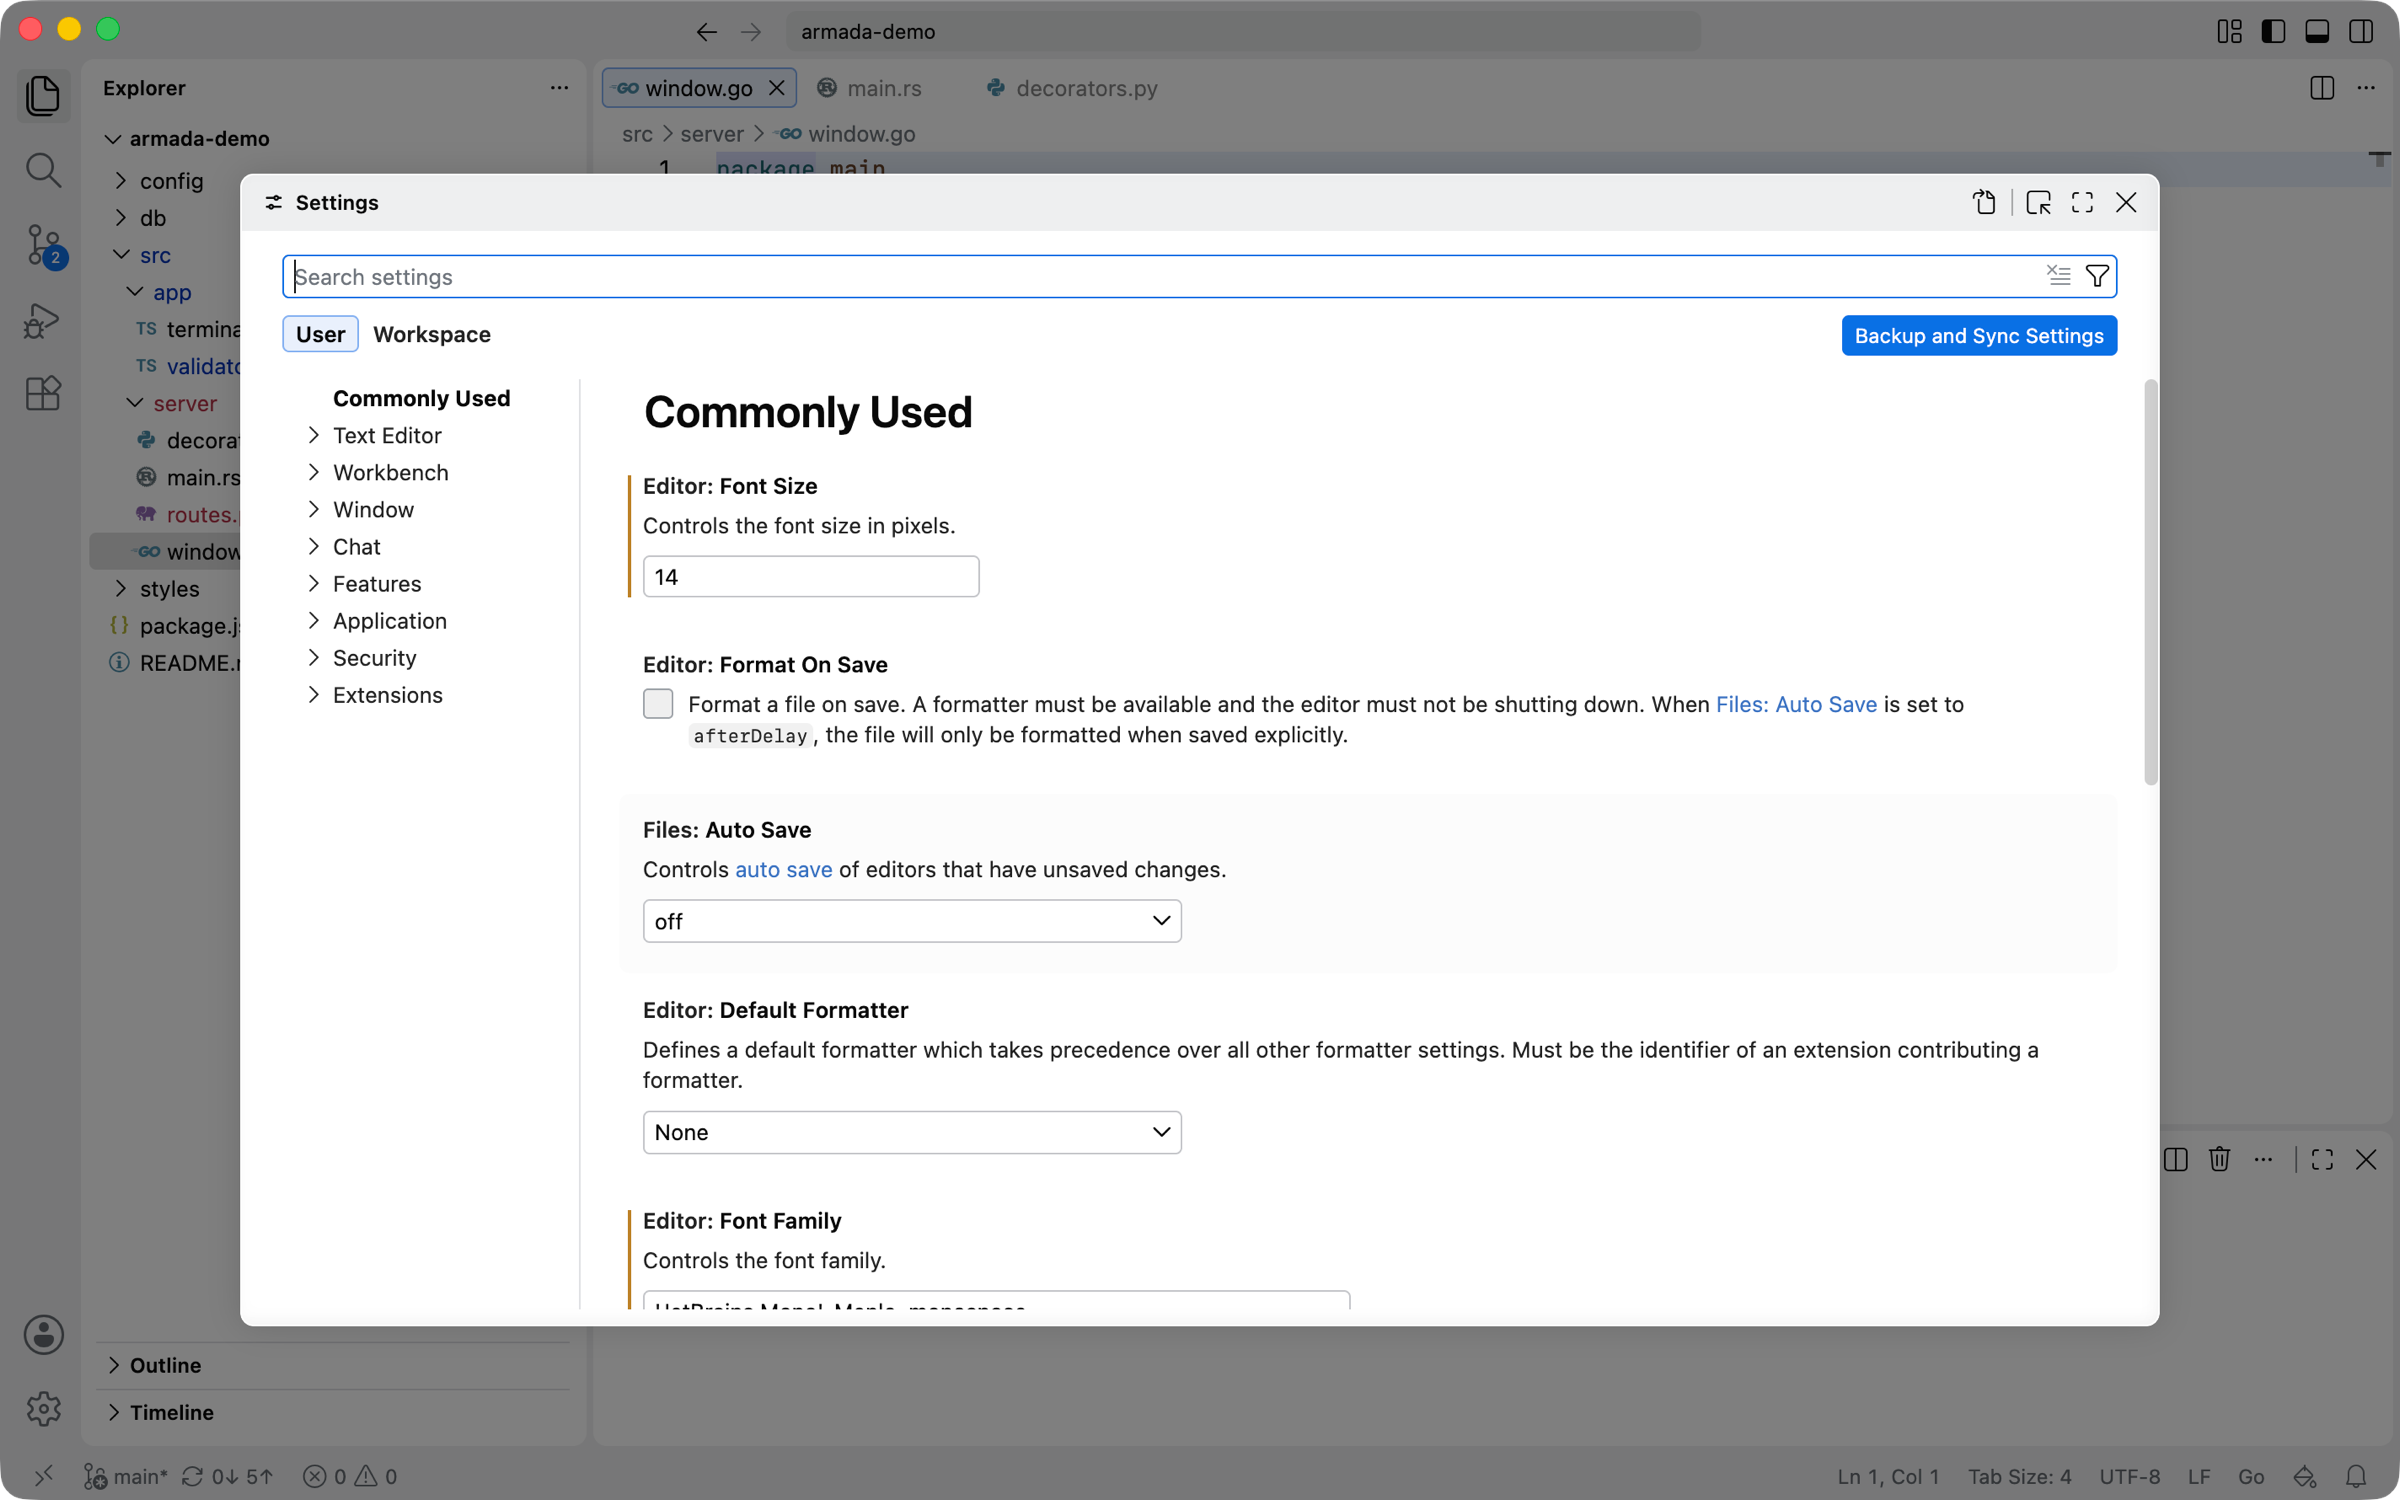 armada-demo
Explorer
armada-demo
config
db
src
app
TS termina
TS validato
server
decorat
main.rs
routes.
GO window
styles
{} package.j
README.
Outline
Timeline
GO window.go
main.rs
decorators.py
src > server > GO window.go
1 package main
2
Settings
Search settings
User
Workspace
Backup and Sync Settings
Commonly Used
Text Editor
Workbench
Window
Chat
Features
Application
Security
Extensions
Commonly Used
Editor: Font Size
Controls the font size in pixels.
14
Editor: Format On Save
Format a file on save. A formatter must be available and the editor must not be shutting down. When Files: Auto Save is set to
afterDelay, the file will only be formatted when saved explicitly.
Files: Auto Save
Controls auto save of editors that have unsaved changes.
off
Editor: Default Formatter
Defines a default formatter which takes precedence over all other formatter settings. Must be the identifier of an extension contributing a
formatter.
None
Editor: Font Family
Controls the font family.
main* 0↓ 5↑ 0 0
Ln 1, Col 1 Tab Size: 4 UTF-8 LF Go